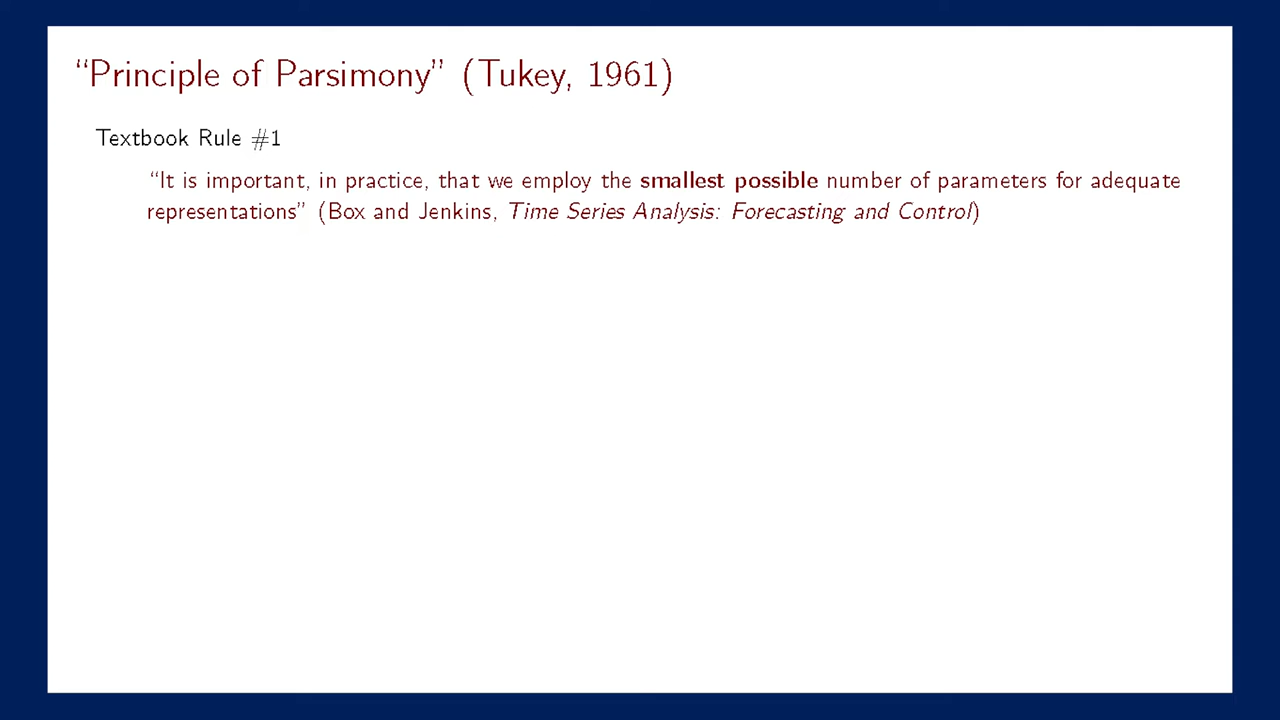 “Principle of Parsimony” (Tukey, 1961)
Textbook Rule #1
“It is important, in practice, that we employ the smallest possible number of parameters for adequate
representations” (Box and Jenkins, Time Series Analysis: Forecasting and Control)